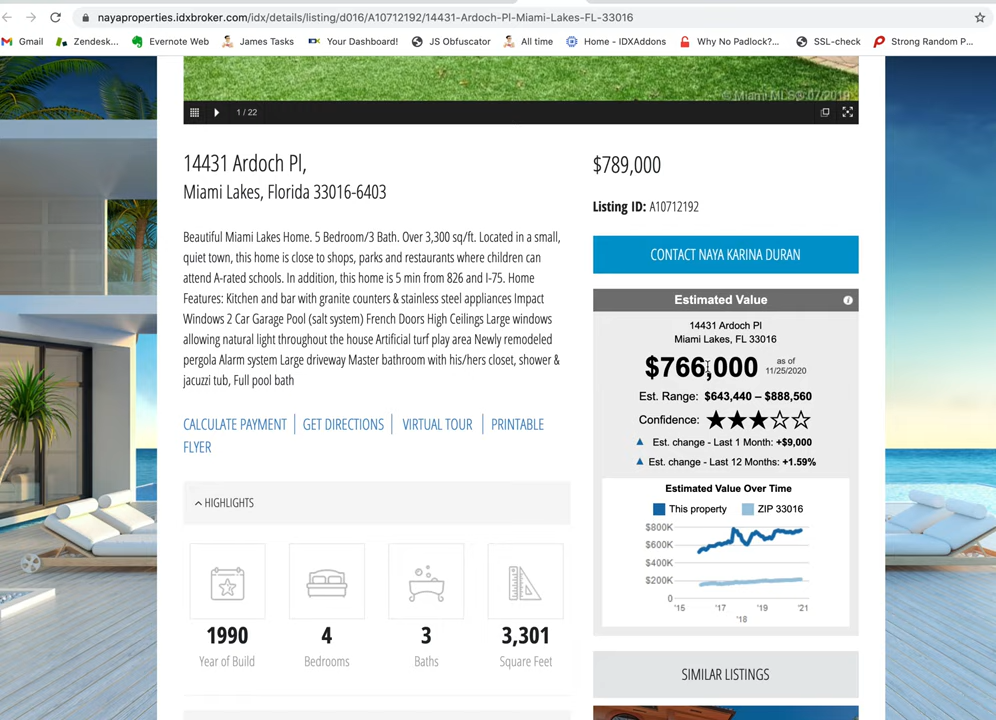 nayaproperties.idxbroker.com/idx/details/listing/d016/A10712192/14431-Ardoch-Pl-Miami-Lakes-FL-33016
Gmail Zendesk... Evernote Web James Tasks Your Dashboard! JS Obfuscator All time Home - IDXAddons Why No Padlock?... SSL-check Strong Random P...
© Miami MLS® 07/2019
1 / 22
14431 Ardoch Pl,
Miami Lakes, Florida 33016-6403
Beautiful Miami Lakes Home. 5 Bedroom/3 Bath. Over 3,300 sq/ft. Located in a small,
quiet town, this home is close to shops, parks and restaurants where children can
attend A-rated schools. In addition, this home is 5 min from 826 and I-75. Home
Features: Kitchen and bar with granite counters & stainless steel appliances Impact
Windows 2 Car Garage Pool (salt system) French Doors High Ceilings Large windows
allowing natural light throughout the house Artificial turf play area Newly remodeled
pergola Alarm system Large driveway Master bathroom with his/hers closet, shower &
jacuzzi tub, Full pool bath
CALCULATE PAYMENT GET DIRECTIONS VIRTUAL TOUR PRINTABLE
FLYER
HIGHLIGHTS
1990 4 3 3,301
Year of Build Bedrooms Baths Square Feet
$789,000
Listing ID: A10712192
CONTACT NAYA KARINA DURAN
Estimated Value i
14431 Ardoch Pl
Miami Lakes, FL 33016
$766,000 as of
11/25/2020
Est. Range: $643,440 – $888,560
Confidence:
Est. change - Last 1 Month: +$9,000
Est. change - Last 12 Months: +1.59%
Estimated Value Over Time
This property ZIP 33016
$800K
$600K
$400K
$200K
0
'15 '17 '19 '21
'18
SIMILAR LISTINGS